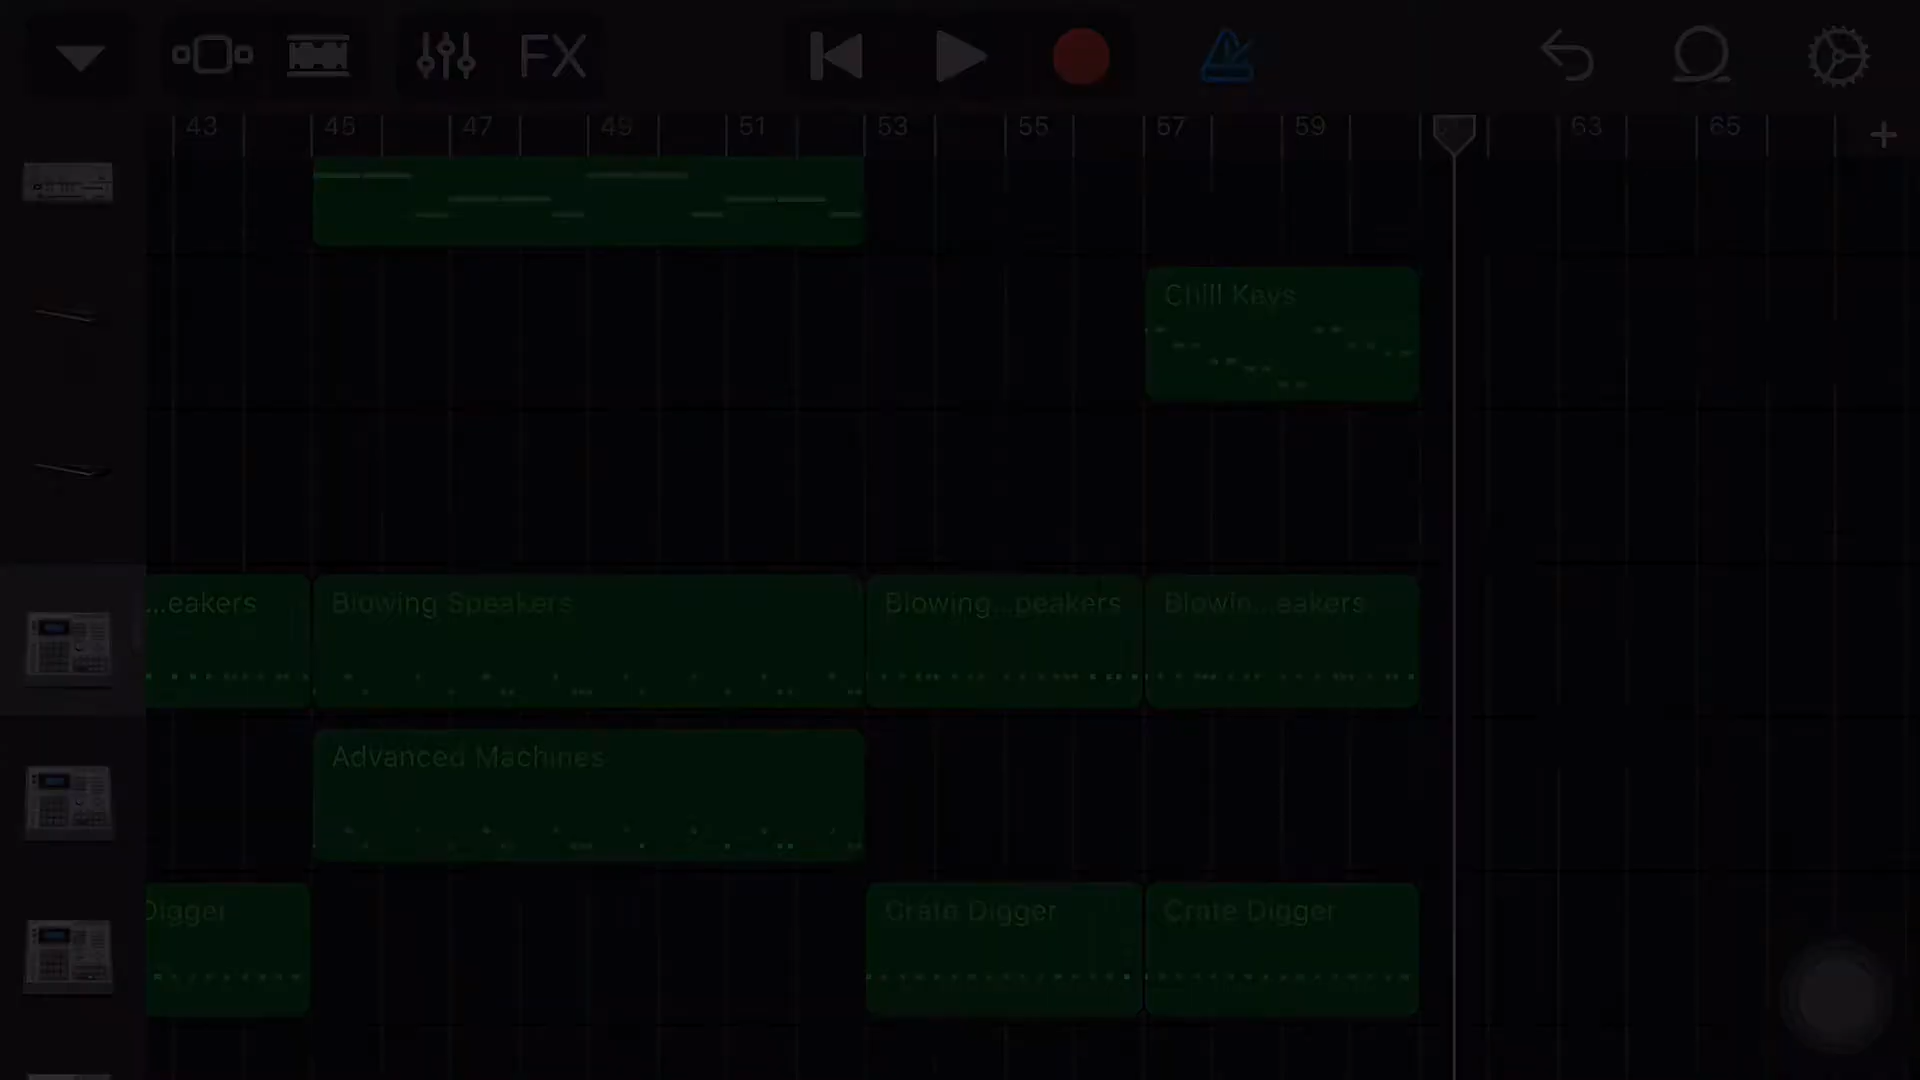 FX
43 45 47 49 51 53 55 57 59 63 65 +
Chill Keys
...eakers Blowing Speakers Blowing...peakers Blowin...eakers
Advanced Machines
Digger Crate Digger Crate Digger